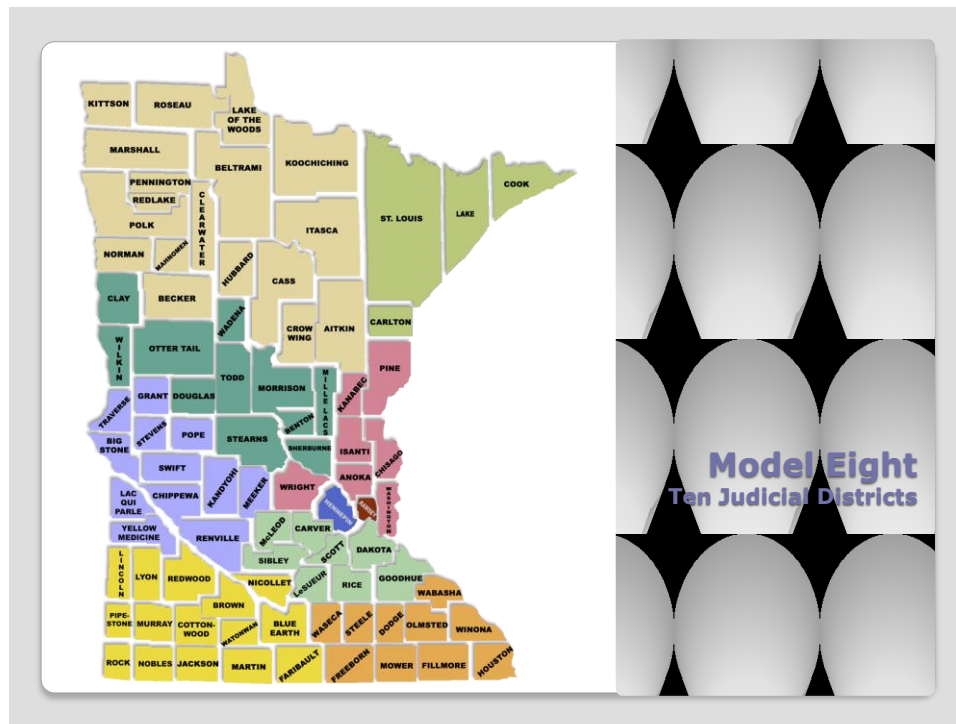 KITTSON
ROSEAU
LAKE
OF THE
WOODS
MARSHALL
BELTRAMI
KOOCHICHING
PENNINGTON
REDLAKE
CLEARWATER
POLK
ITASCA
ST. LOUIS
LAKE
COOK
NORMAN
MAHNOMEN
HUBBARD
CASS
CLAY
BECKER
WADENA
CROW
WING
AITKIN
CARLTON
WILKIN
OTTER TAIL
TODD
MORRISON
MILLE LACS
KANABEC
PINE
TRAVERSE
GRANT
DOUGLAS
BENTON
BIG
STONE
STEVENS
POPE
STEARNS
SHERBURNE
ISANTI
CHISAGO
SWIFT
KANDYOHI
MEEKER
WRIGHT
ANOKA
WASHINGTON
LAC
QUI
PARLE
CHIPPEWA
HENNEPIN
RAMSEY
YELLOW
MEDICINE
RENVILLE
McLEOD
CARVER
SCOTT
DAKOTA
SIBLEY
LINCOLN
LYON
REDWOOD
NICOLLET
LeSUEUR
RICE
GOODHUE
WABASHA
BROWN
PIPE-
STONE
MURRAY
COTTON-
WOOD
WATONWAN
BLUE
EARTH
WASECA
STEELE
DODGE
OLMSTED
WINONA
ROCK
NOBLES
JACKSON
MARTIN
FARIBAULT
FREEBORN
MOWER
FILLMORE
HOUSTON
Model Eight
Ten Judicial Districts